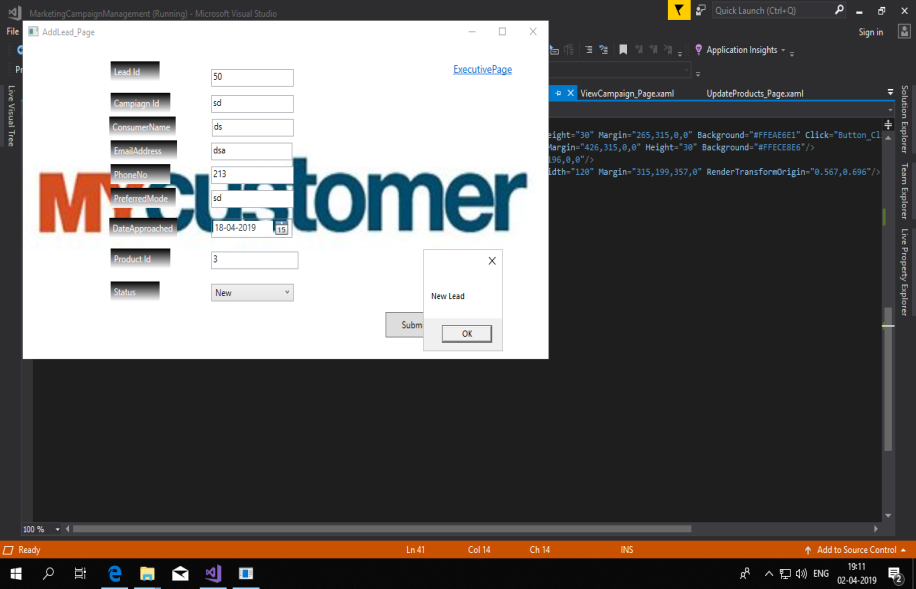 MarketingCampaignManagement (Running) - Microsoft Visual Studio
Quick Launch (Ctrl+Q)
AddLead_Page
File
Sign in
Application Insights
Lead Id
50
ExecutivePage
ViewCampaign_Page.xaml
UpdateProducts_Page.xaml
Live Visual Tree
Solution Explorer
Team Explorer
Live Property Explorer
Campiagn Id
sd
ConsumerName
ds
EmailAddress
dsa
PhoneNo
213
PreferredMode
sd
DateApproached
18-04-2019
15
Product Id
3
Status
New
MYcustomer
Subm
New Lead
OK
eight="30" Margin="265,315,0,0" Background="#FFEAE6E1" Click="Button_Cl
Margin="426,315,0,0" Height="30" Background="#FFECE8E6"/>
196,0,0"/>
idth="120" Margin="315,199,357,0" RenderTransformOrigin="0.567,0.696"/>
100 %
Ready
Ln 41
Col 14
Ch 14
INS
Add to Source Control
ENG
19:11
02-04-2019
2